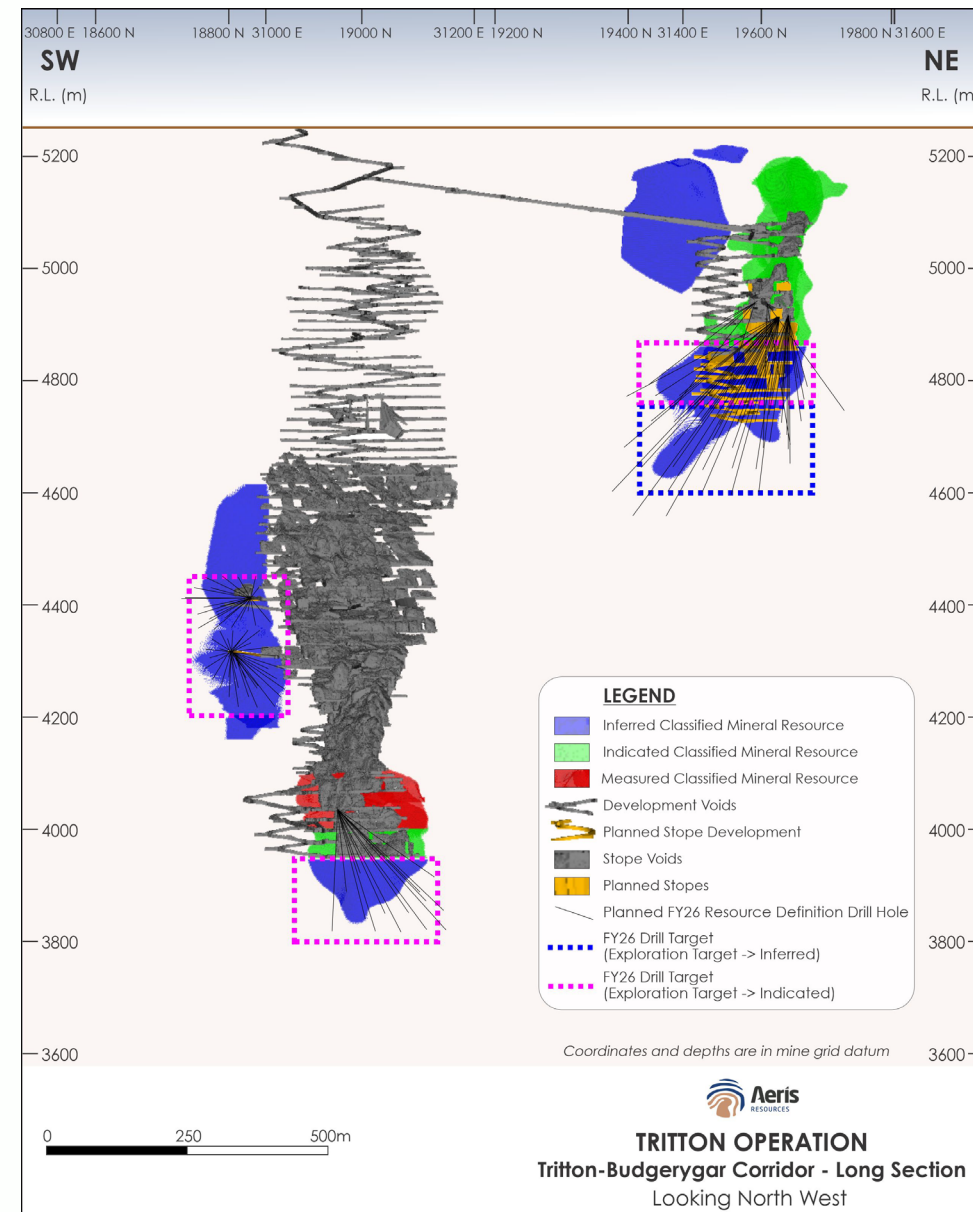 30800 E 18600 N 18800 N 31000 E 19000 N 31200 E 19200 N 19400 N 31400 E 19600 N 19800 N 31600 E
SW NE
R.L. (m) R.L. (m
5200 5200
5000 5000
4800 4800
4600 4600
4400 4400
4200 4200
4000 4000
3800 3800
3600 3600
LEGEND
Inferred Classified Mineral Resource
Indicated Classified Mineral Resource
Measured Classified Mineral Resource
Development Voids
Planned Stope Development
Stope Voids
Planned Stopes
Planned FY26 Resource Definition Drill Hole
FY26 Drill Target
(Exploration Target -> Inferred)
FY26 Drill Target
(Exploration Target -> Indicated)
Coordinates and depths are in mine grid datum
Aeris
RESOURCES
0 250 500m
TRITTON OPERATION
Tritton-Budgerygar Corridor - Long Section
Looking North West